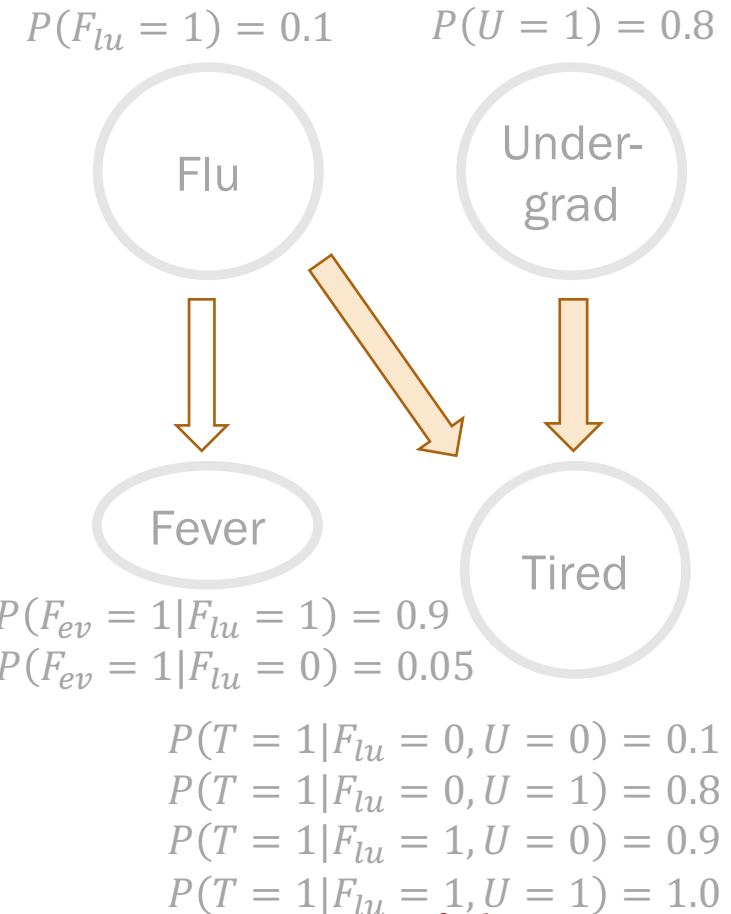 P(F_{lu} = 1) = 0.1
P(U = 1) = 0.8
Flu
Under-
grad
Fever
Tired
P(F_{ev} = 1|F_{lu} = 1) = 0.9
P(F_{ev} = 1|F_{lu} = 0) = 0.05
P(T = 1|F_{lu} = 0, U = 0) = 0.1
P(T = 1|F_{lu} = 0, U = 1) = 0.8
P(T = 1|F_{lu} = 1, U = 0) = 0.9
P(T = 1|F_{lu} = 1, U = 1) = 1.0